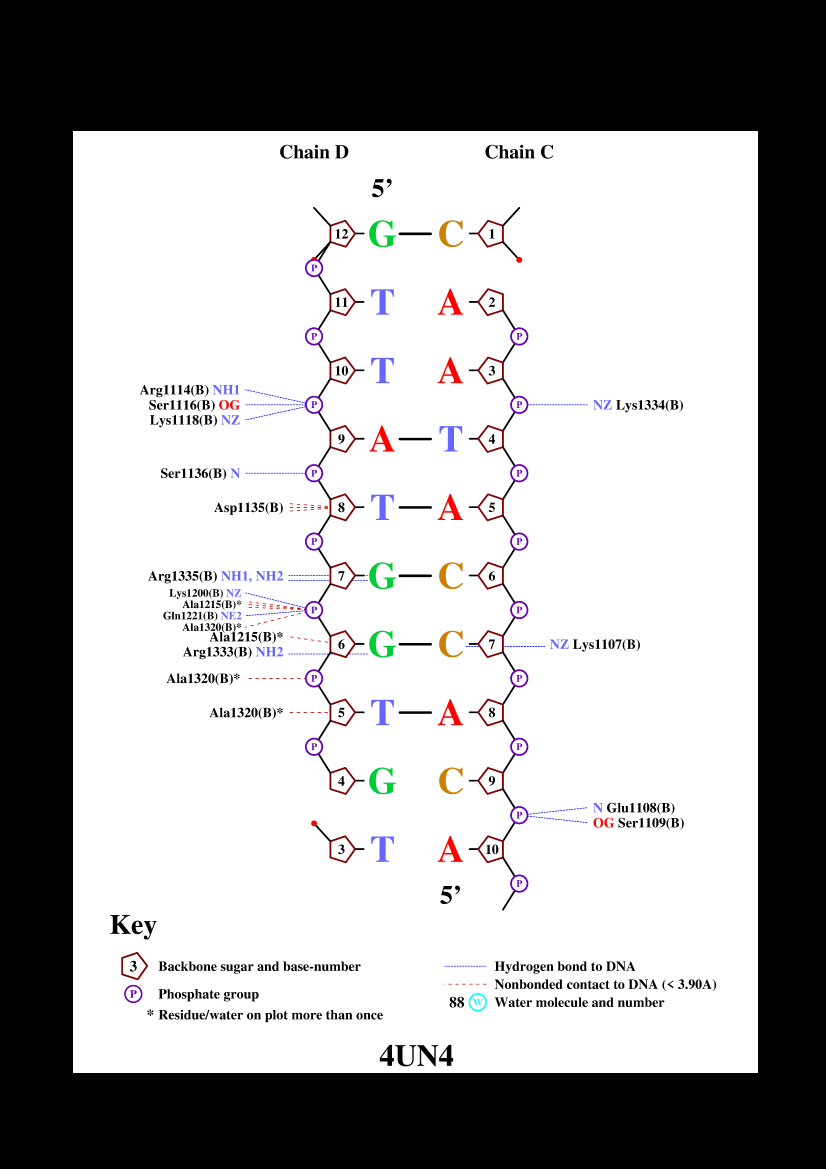 Chain D Chain C
5’
12 G C 1
P
11 T A 2
P P
10 T A 3
Arg1114(B) NH1
Ser1116(B) OG P P NZ Lys1334(B)
Lys1118(B) NZ
9 A T 4
Ser1136(B) N P P
Asp1135(B) 8 T A 5
P P
Arg1335(B) NH1, NH2 7 G C 6
Lys1200(B) NZ
Ala1215(B)* P P
Gln1221(B) NE2
Ala1320(B)*
Ala1215(B)* 6 G C 7 NZ Lys1107(B)
Arg1333(B) NH2
Ala1320(B)* P P
Ala1320(B)* 5 T A 8
P P
4 G C 9
N Glu1108(B)
P
OG Ser1109(B)
3 T A 10
P
5’
Key
3 Backbone sugar and base-number
P Phosphate group
* Residue/water on plot more than once
Hydrogen bond to DNA
Nonbonded contact to DNA (< 3.90A)
88 W Water molecule and number
4UN4